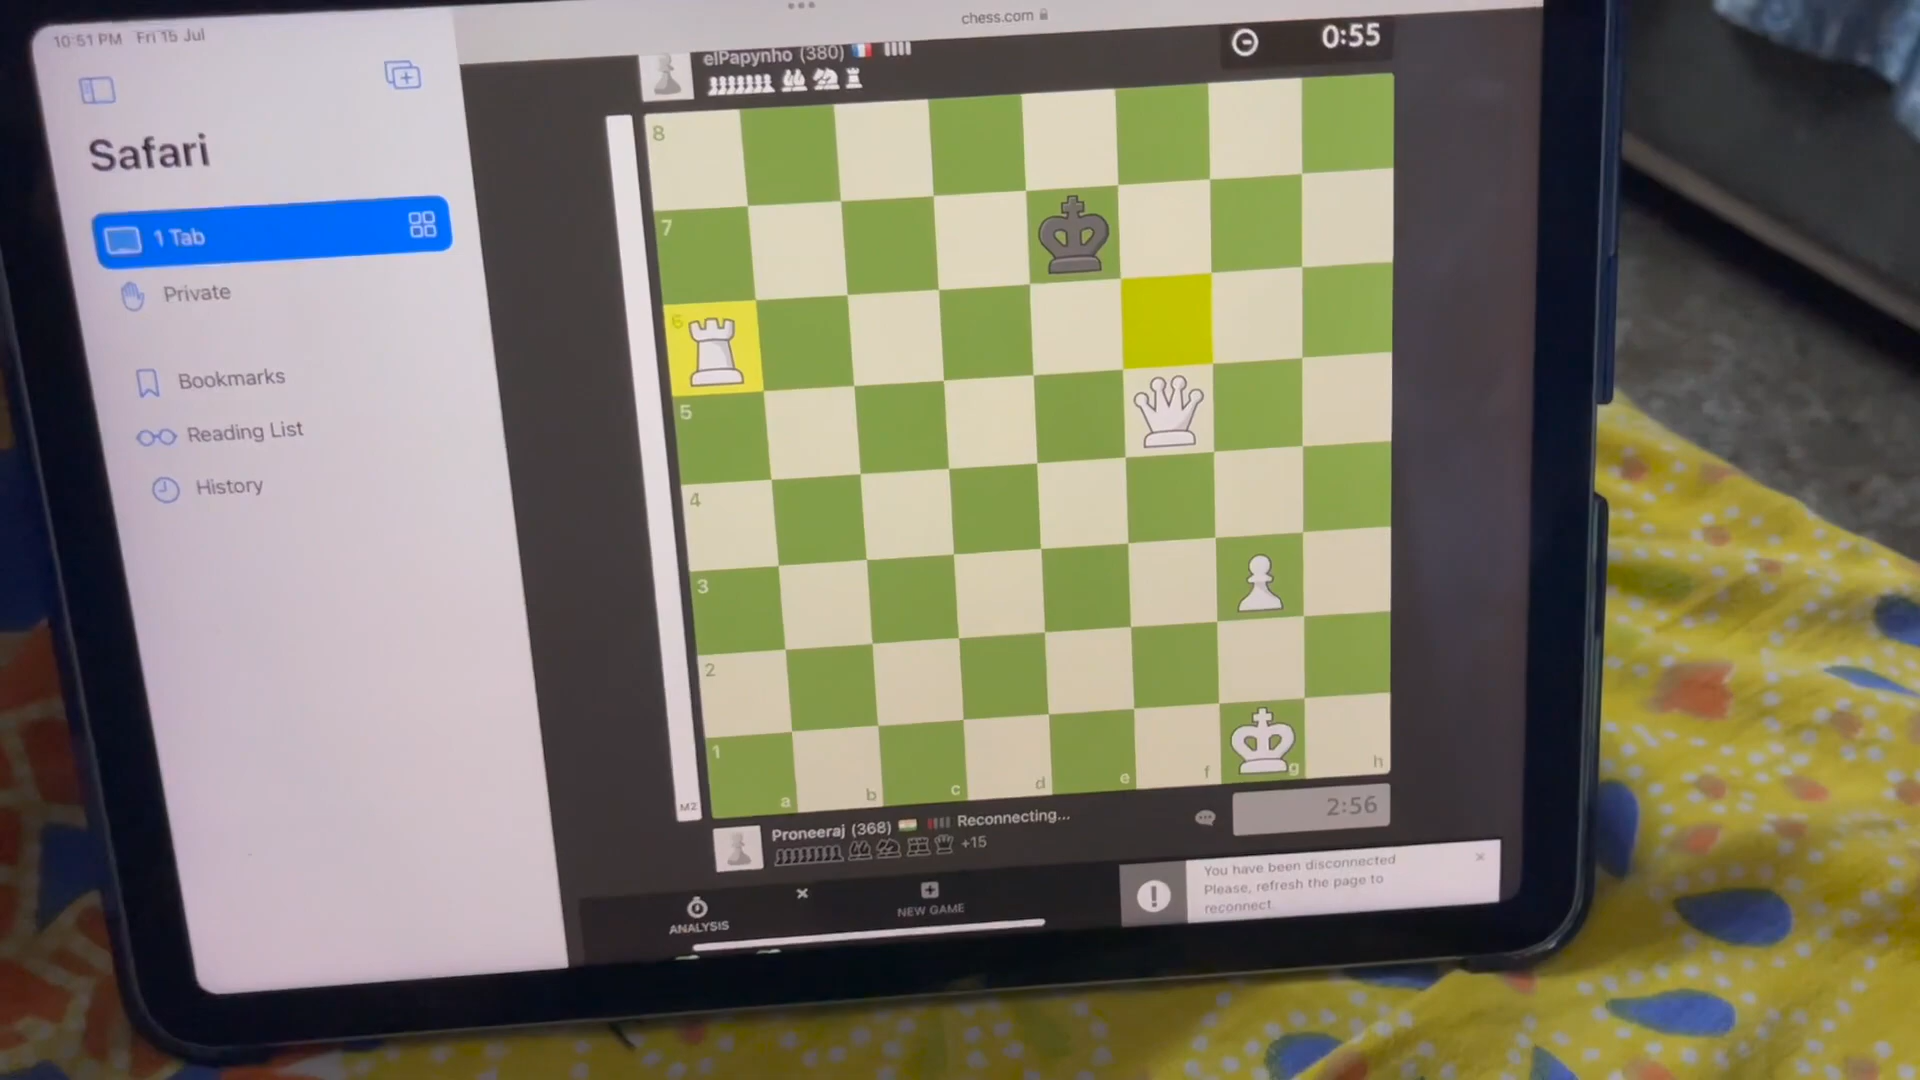 10:51 PM Fri 15 Jul
chess.com
Safari
1 Tab
Private
Bookmarks
Reading List
History
elPapynho (380)
0:55
8
7
6
5
4
3
2
1
a b c d e f g h
M2
Proneeraj (368) Reconnecting...
+15
2:56
ANALYSIS
NEW GAME
You have been disconnected
Please, refresh the page to
reconnect.